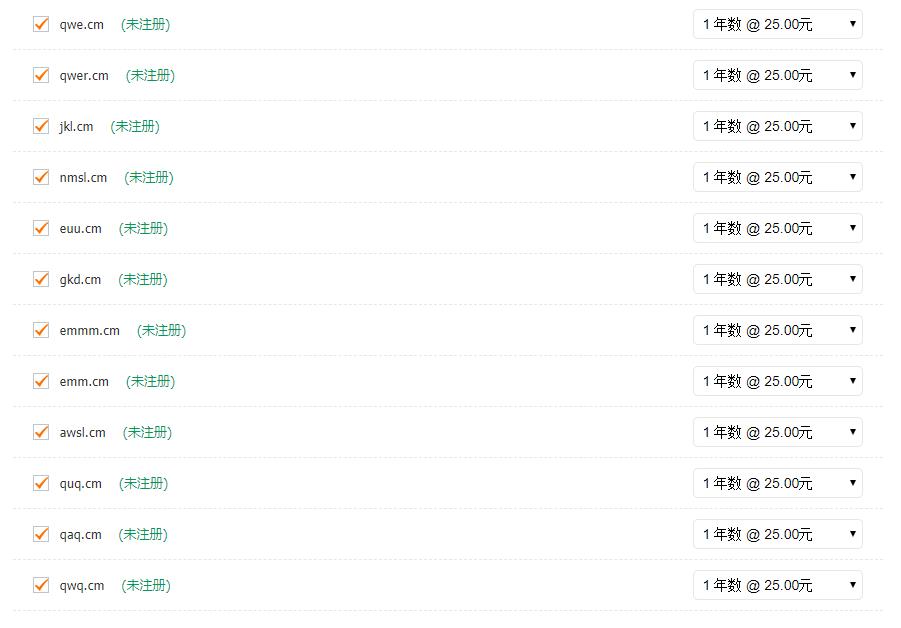 qwe.cm (未注册) 1 年数 @ 25.00元
qwer.cm (未注册) 1 年数 @ 25.00元
jkl.cm (未注册) 1 年数 @ 25.00元
nmsl.cm (未注册) 1 年数 @ 25.00元
euu.cm (未注册) 1 年数 @ 25.00元
gkd.cm (未注册) 1 年数 @ 25.00元
emmm.cm (未注册) 1 年数 @ 25.00元
emm.cm (未注册) 1 年数 @ 25.00元
awsl.cm (未注册) 1 年数 @ 25.00元
quq.cm (未注册) 1 年数 @ 25.00元
qaq.cm (未注册) 1 年数 @ 25.00元
qwq.cm (未注册) 1 年数 @ 25.00元